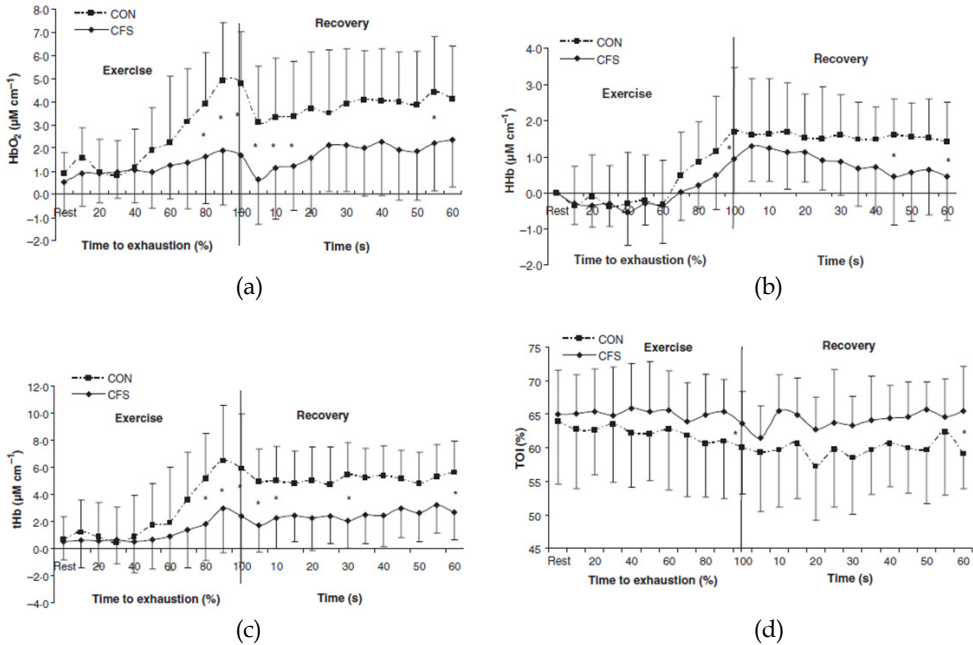 CON
CFS
Exercise
Recovery
HbO2 (μM cm–1)
8·0
7·0
6·0
5·0
4·0
3·0
2·0
1·0
0·0
–1·0
–2·0
* * * * * * *
Rest 20 40 60 80 100 10 20 30 40 50 60
Time to exhaustion (%)
Time (s)
(a)
CON
CFS
Exercise
Recovery
HHb (μM cm–1)
4·0
3·0
2·0
1·0
0·0
–1·0
–2·0
* * *
Rest 20 40 60 80 100 10 20 30 40 50 60
Time to exhaustion (%)
Time (s)
(b)
CON
CFS
Exercise
Recovery
tHb (μM cm–1)
12·0
10·0
8·0
6·0
4·0
2·0
0·0
–2·0
–4·0
* * * * * * *
Rest 20 40 60 80 100 10 20 30 40 50 60
Time to exhaustion (%)
Time (s)
(c)
CON
CFS
Exercise
Recovery
TOI (%)
75
70
65
60
55
50
45
* *
Rest 20 40 60 80 100 10 20 30 40 50 60
Time to exhaustion (%)
Time (s)
(d)